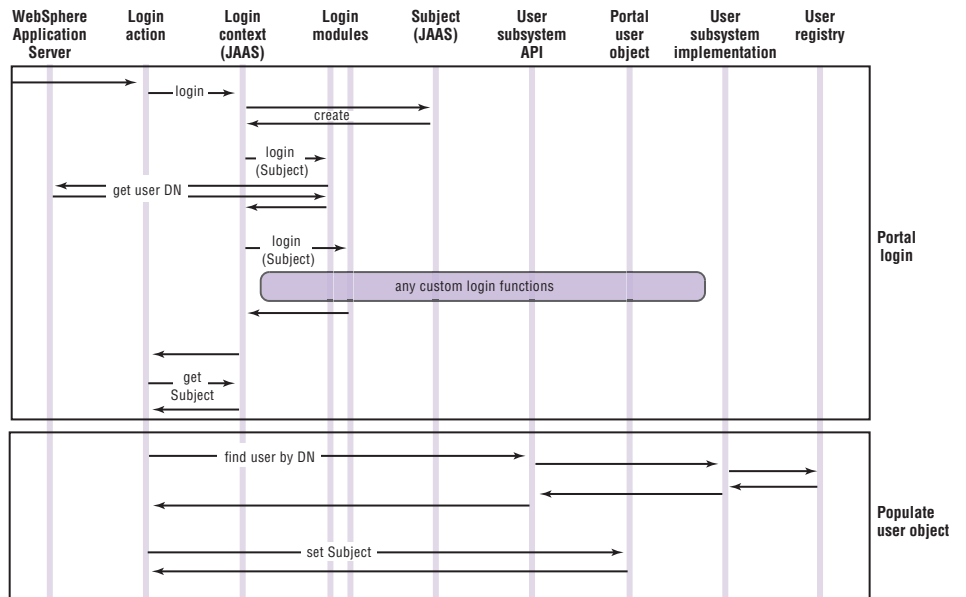 WebSphere
Application
Server
Login
action
Login
context
(JAAS)
Login
modules
Subject
(JAAS)
User
subsystem
API
Portal
user
object
User
subsystem
implementation
User
registry
login
create
login
(Subject)
get user DN
login
(Subject)
any custom login functions
get
Subject
Portal
login
find user by DN
set Subject
Populate
user object